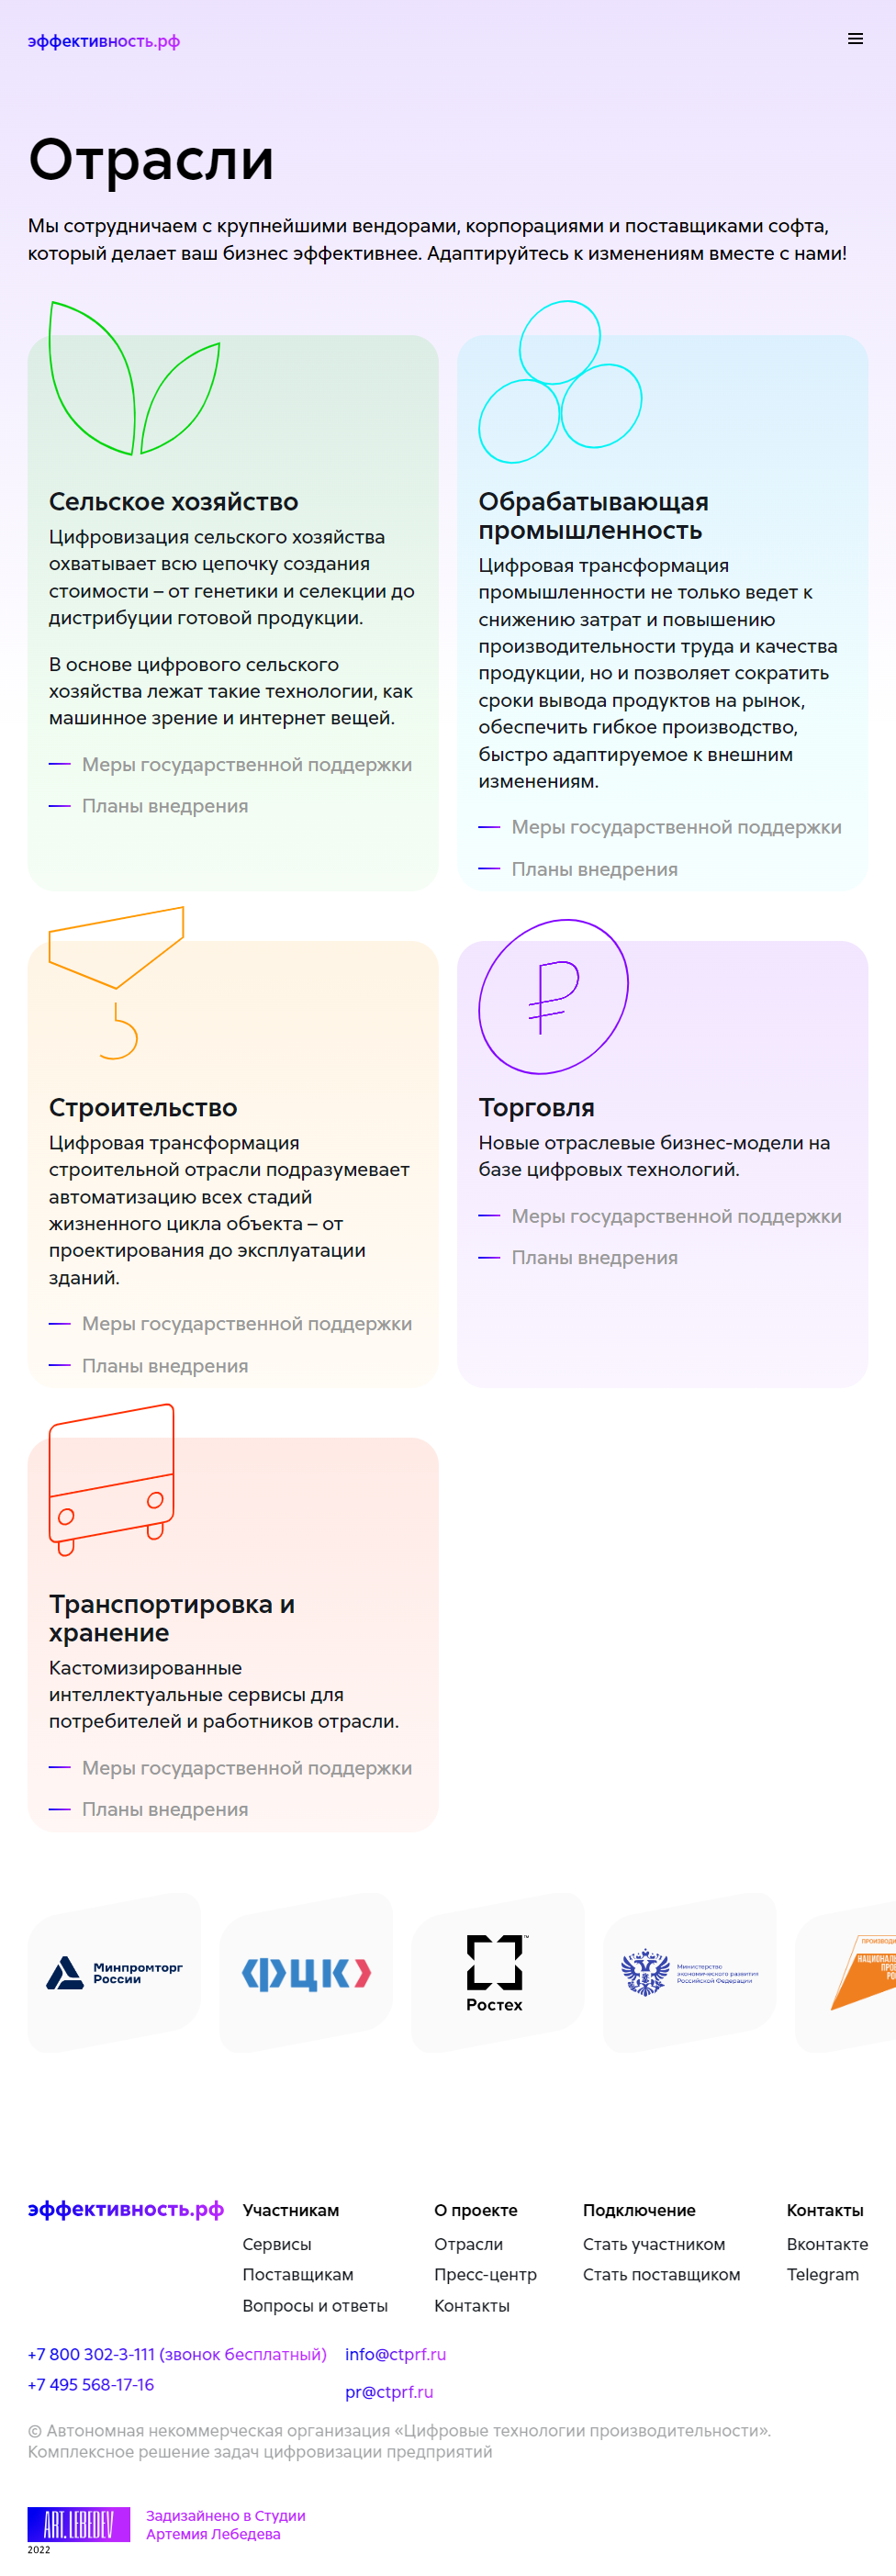 эффективность.рф
Отрасли
Мы сотрудничаем с крупнейшими вендорами, корпорациями и поставщиками софта,
который делает ваш бизнес эффективнее. Адаптируйтесь к изменениям вместе с нами!
Сельское хозяйство
Цифровизация сельского хозяйства
охватывает всю цепочку создания
стоимости – от генетики и селекции до
дистрибуции готовой продукции.
В основе цифрового сельского
хозяйства лежат такие технологии, как
машинное зрение и интернет вещей.
Меры государственной поддержки
Планы внедрения
Обрабатывающая
промышленность
Цифровая трансформация
промышленности не только ведет к
снижению затрат и повышению
производительности труда и качества
продукции, но и позволяет сократить
сроки вывода продуктов на рынок,
обеспечить гибкое производство,
быстро адаптируемое к внешним
изменениям.
Меры государственной поддержки
Планы внедрения
Строительство
Цифровая трансформация
строительной отрасли подразумевает
автоматизацию всех стадий
жизненного цикла объекта – от
проектирования до эксплуатации
зданий.
Меры государственной поддержки
Планы внедрения
₽
Торговля
Новые отраслевые бизнес-модели на
базе цифровых технологий.
Меры государственной поддержки
Планы внедрения
Транспортировка и
хранение
Кастомизированные
интеллектуальные сервисы для
потребителей и работников отрасли.
Меры государственной поддержки
Планы внедрения
Минпромторг
России
ФЦК
Ростех
™
Министерство
экономического развития
Российской Федерации
эффективность.рф
Участникам
Сервисы
Поставщикам
Вопросы и ответы
О проекте
Отрасли
Пресс-центр
Контакты
Подключение
Стать участником
Стать поставщиком
Контакты
Вконтакте
Telegram
+7 800 302-3-111 (звонок бесплатный)
+7 495 568-17-16
info@ctprf.ru
pr@ctprf.ru
© Автономная некоммерческая организация «Цифровые технологии производительности».
Комплексное решение задач цифровизации предприятий
ART. LEBEDEV
2022
Задизайнено в Студии
Артемия Лебедева